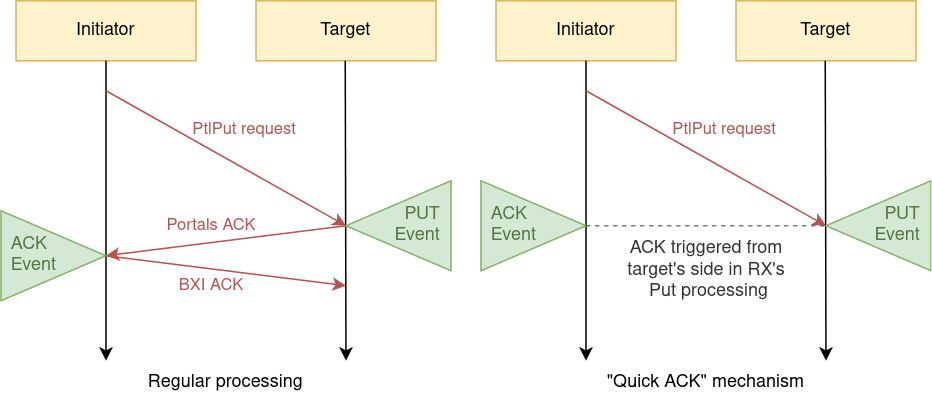 Initiator
Target
PtlPut request
Portals ACK
PUT
Event
ACK
Event
BXI ACK
Regular processing
Initiator
Target
PtlPut request
ACK
Event
PUT
Event
ACK triggered from
target's side in RX's
Put processing
"Quick ACK" mechanism